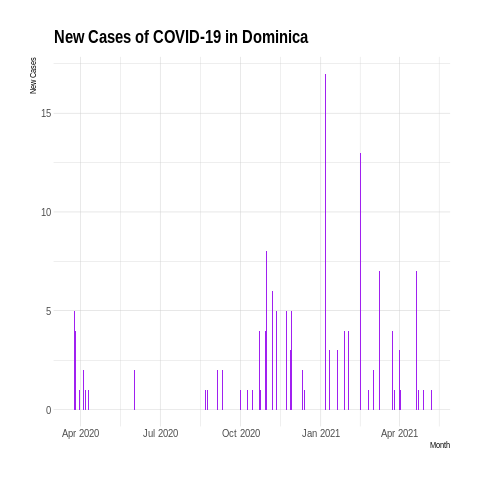 New Cases of COVID-19 in Dominica
New Cases
15
10
5
0
Apr 2020 Jul 2020 Oct 2020 Jan 2021 Apr 2021
Month